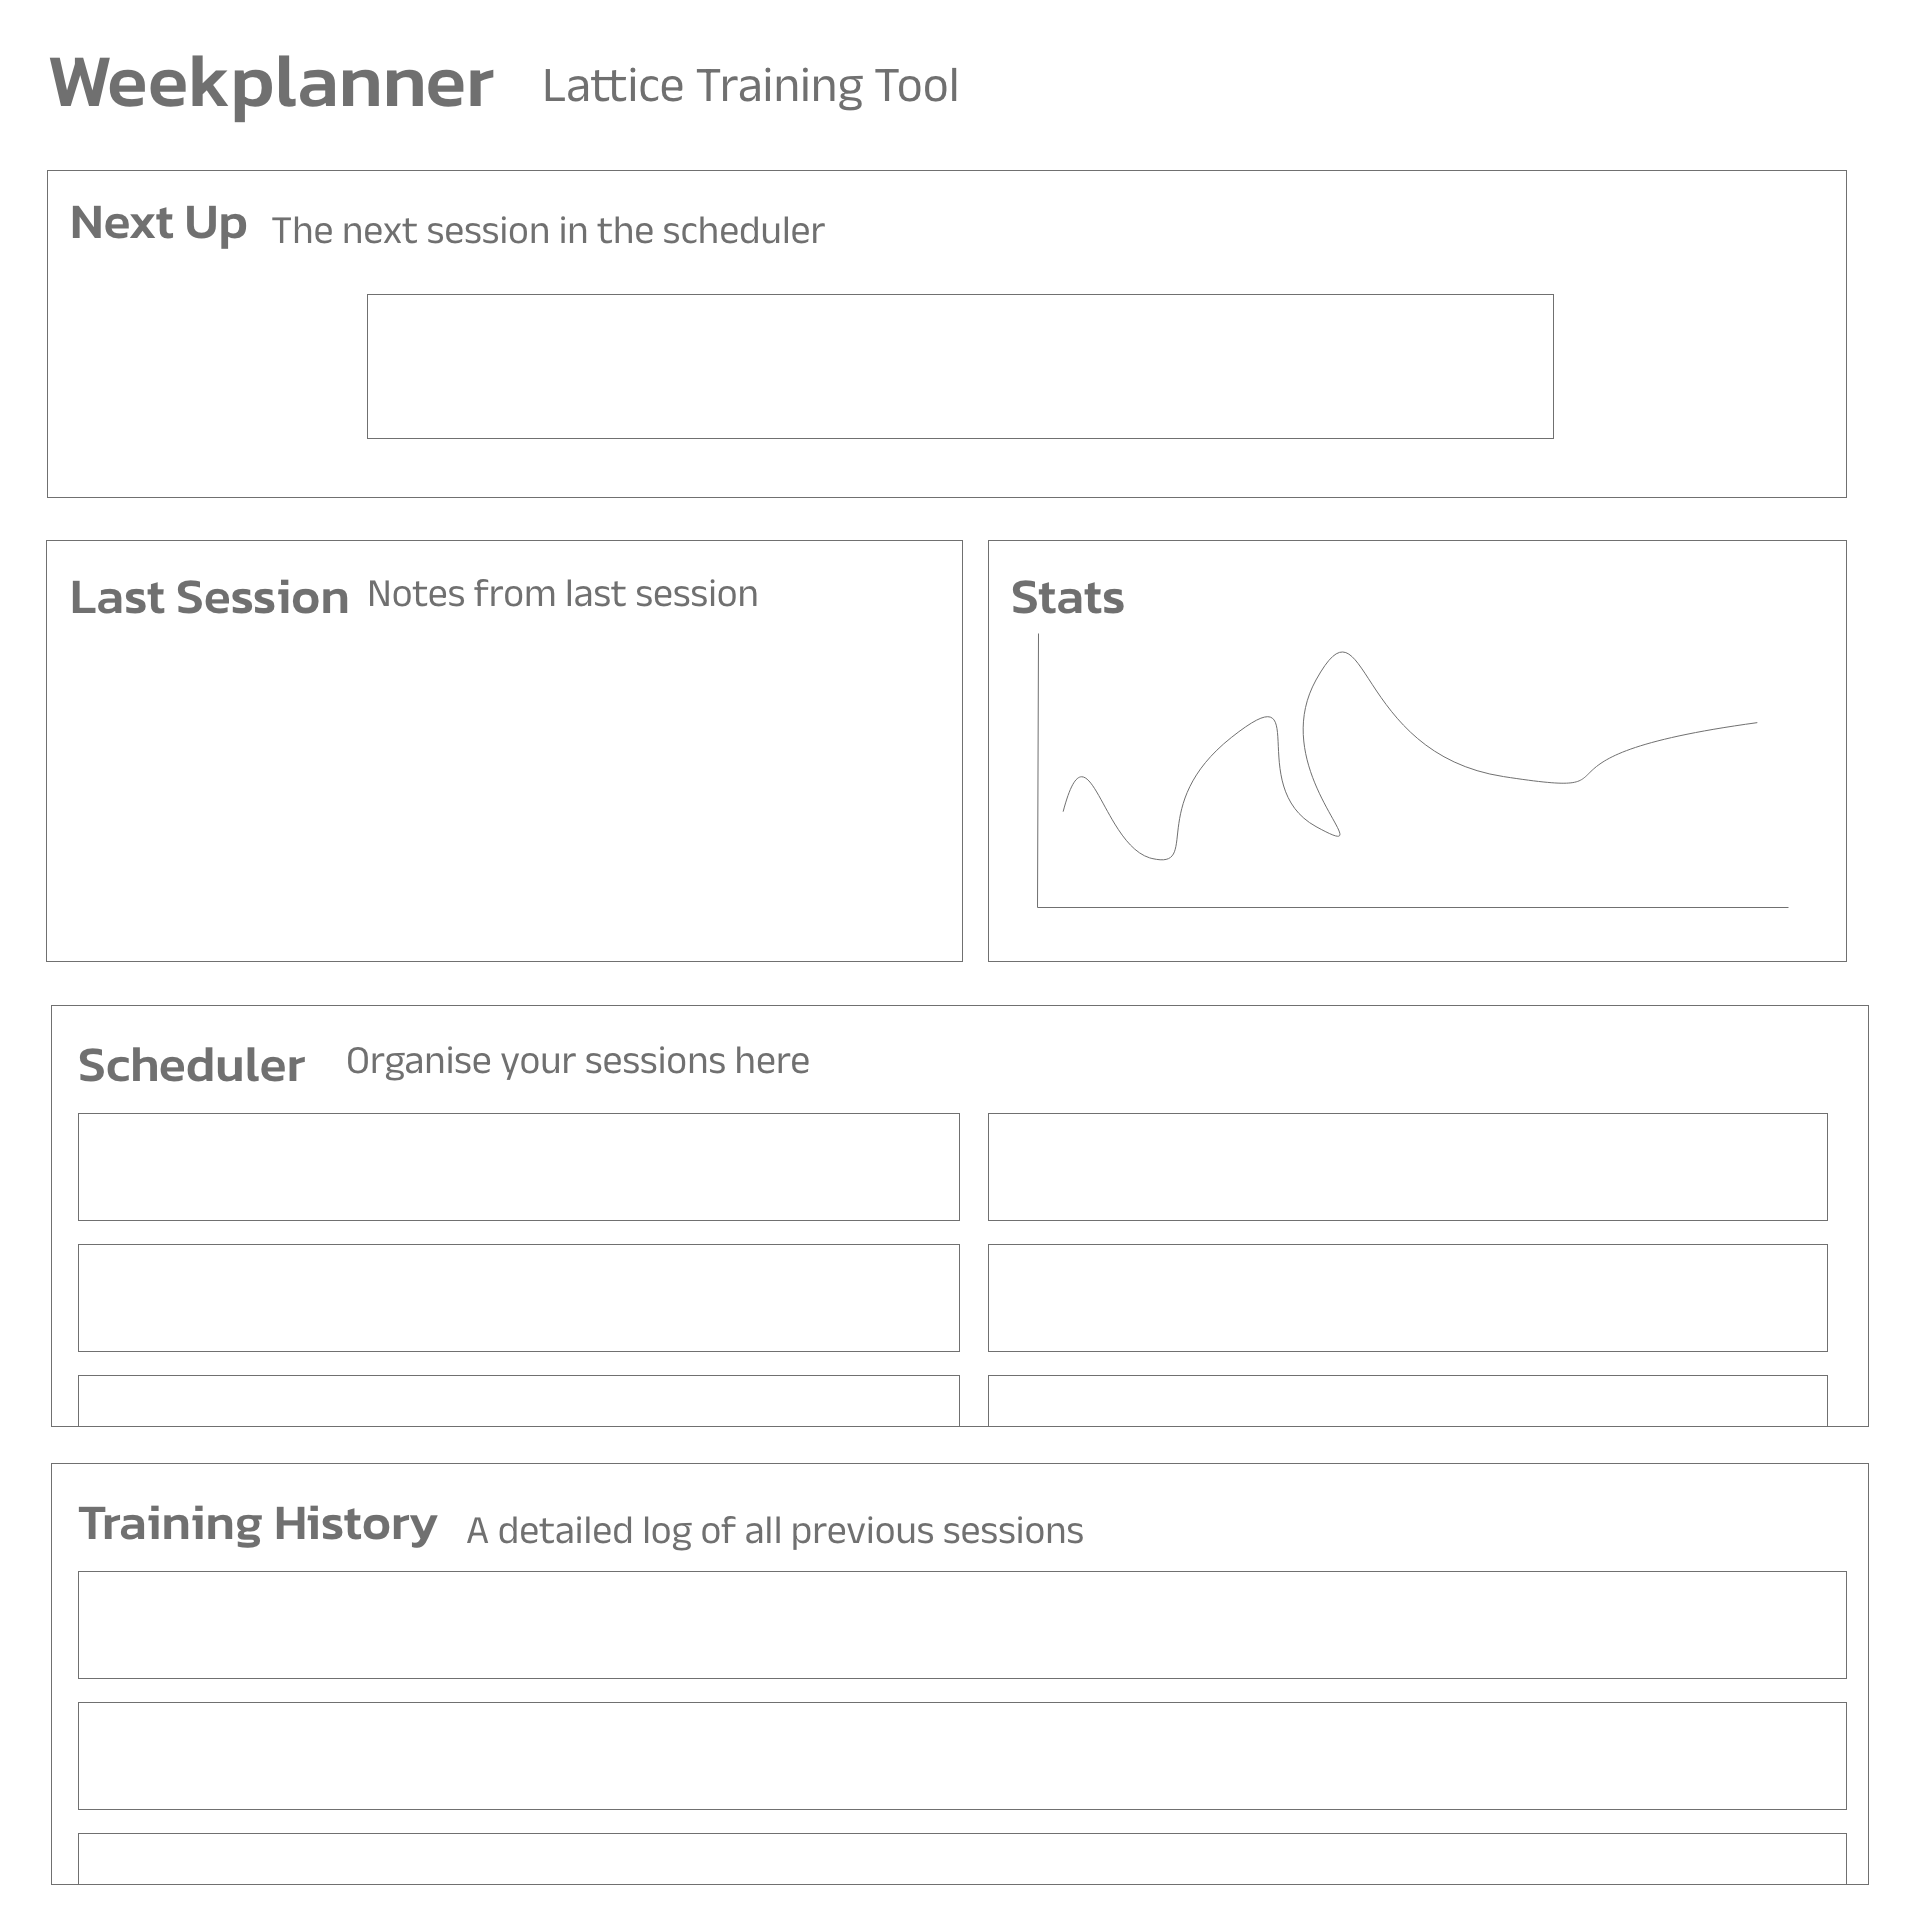 Weekplanner Lattice Training Tool
Next Up The next session in the scheduler
Last Session Notes from last session
Stats
Scheduler Organise your sessions here
Training History A detailed log of all previous sessions